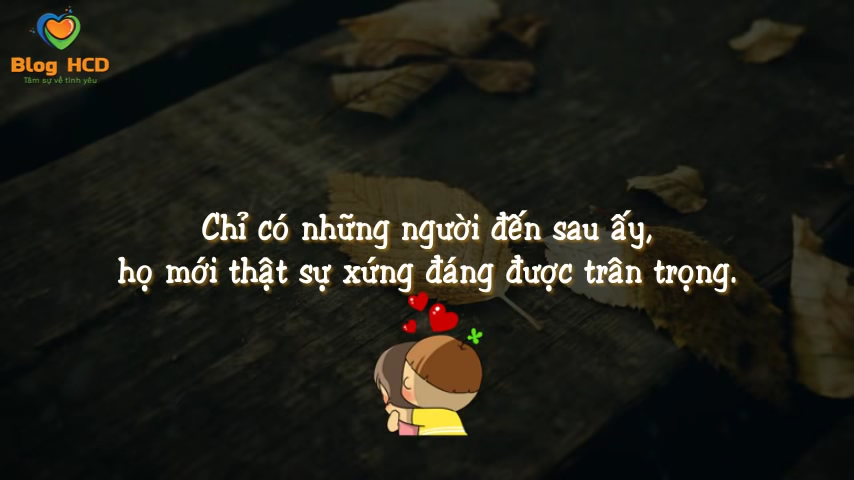 Blog HCD
Tâm sự về tình yêu
Chỉ có những người đến sau ấy,
họ mới thật sự xứng đáng được trân trọng.